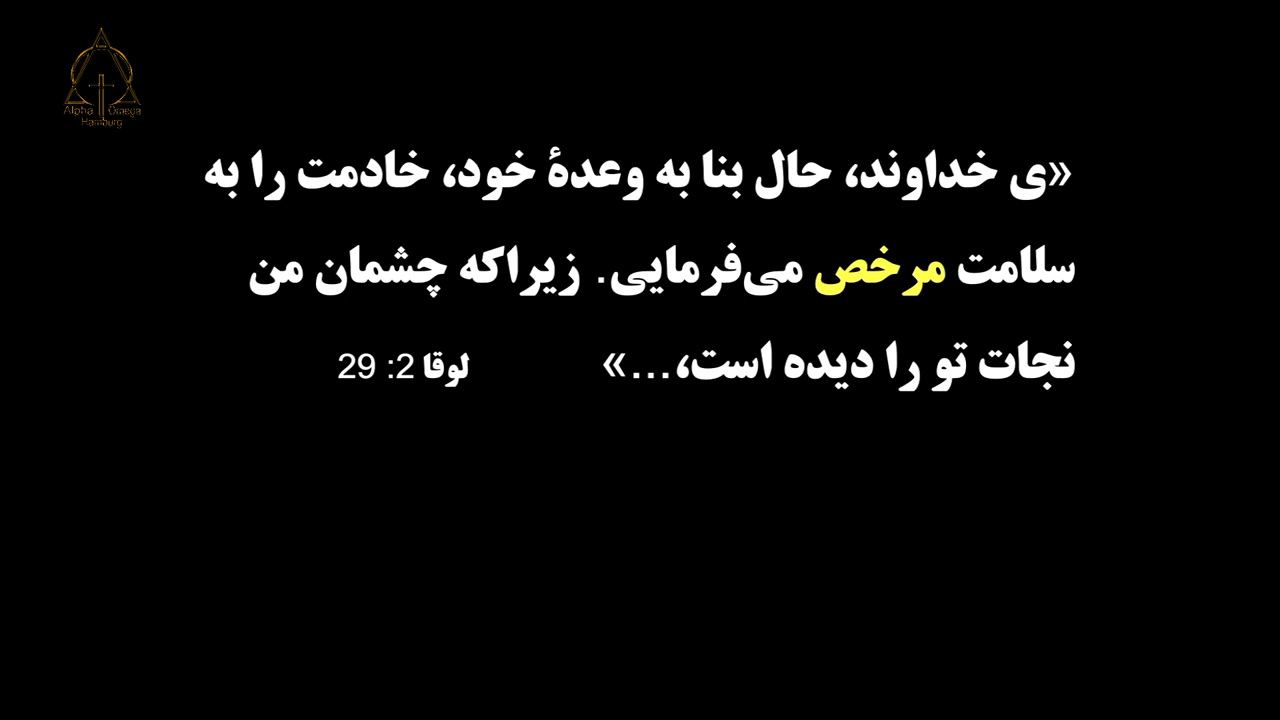 Alpha Omega
Hamburg
«ی خداوند، حال بنا به وعدهٔ خود، خادمت را به
سلامت مرخص می‌فرمایی. زیراکه چشمان من
نجات تو را دیده است،...» لوقا 2: 29